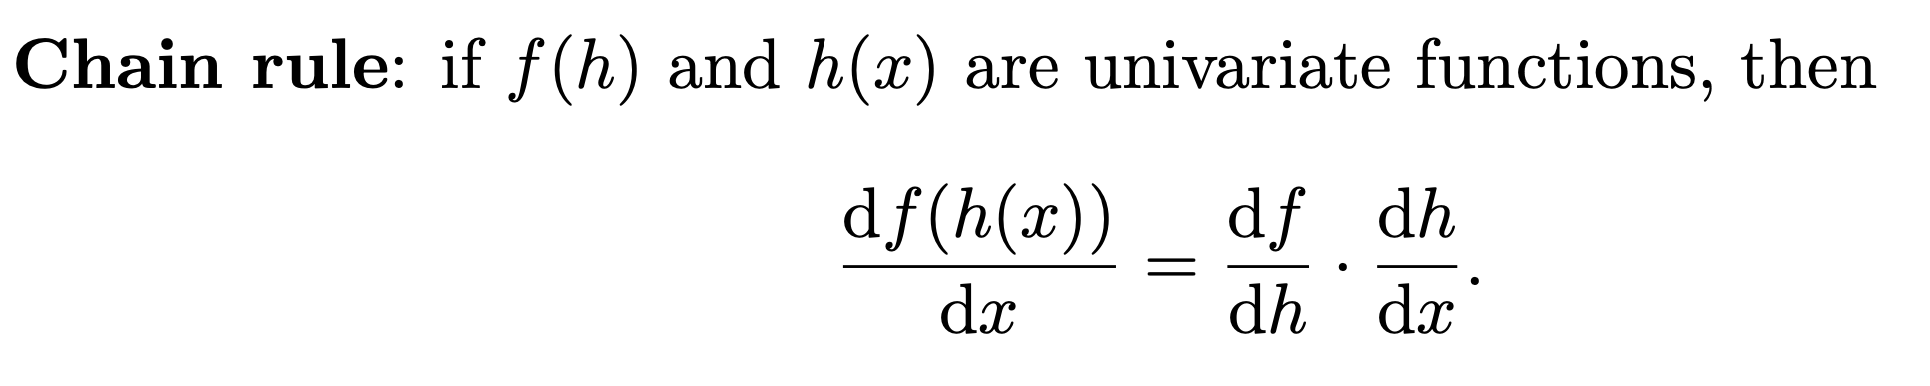 Chain rule: if f(h) and h(x) are univariate functions, then
df(h(x))/dx = df/dh · dh/dx.